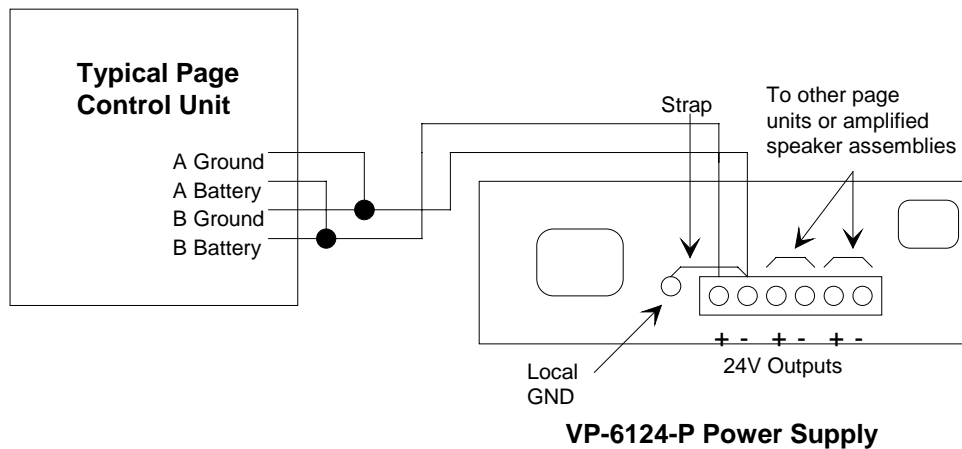 Typical Page
Control Unit
A Ground
A Battery
B Ground
B Battery
Strap
To other page
units or amplified
speaker assemblies
+ - + - + -
24V Outputs
Local
GND
VP-6124-P Power Supply